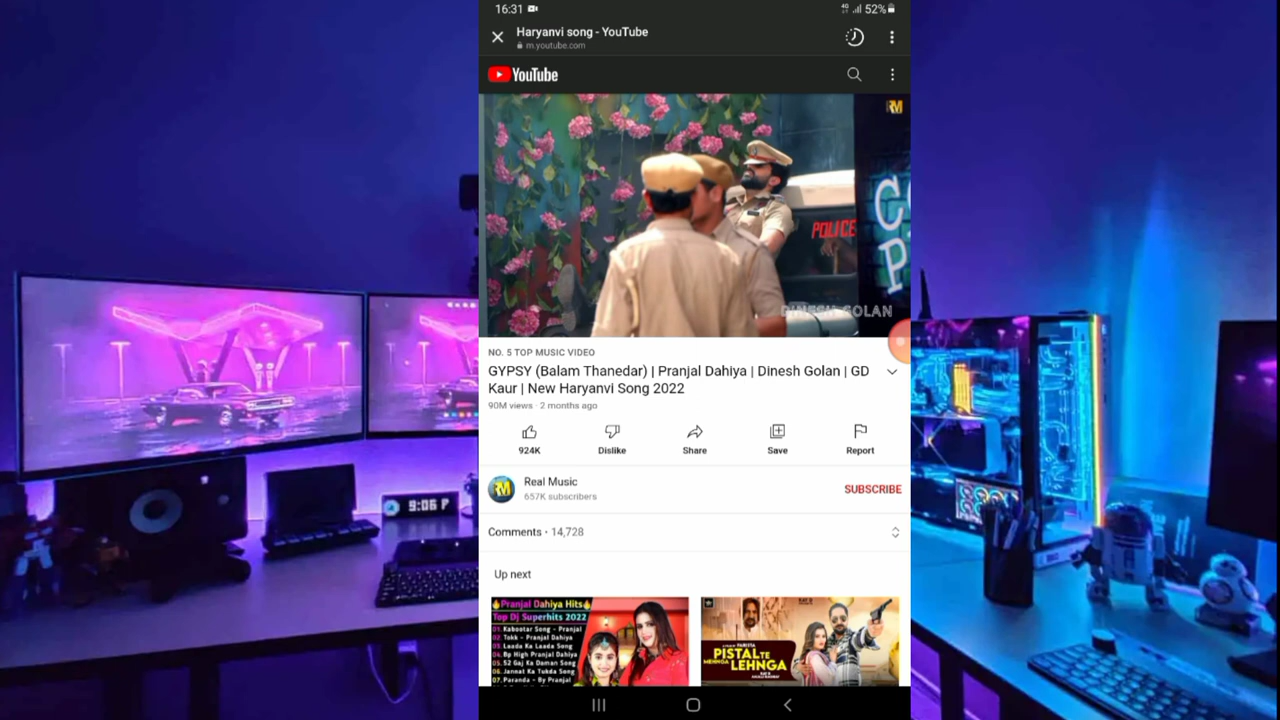 16:31
4G
52%
Haryanvi song - YouTube
m.youtube.com
YouTube
RM
POLICE
DINESH GOLAN
NO. 5 TOP MUSIC VIDEO
GYPSY (Balam Thanedar) | Pranjal Dahiya | Dinesh Golan | GD
Kaur | New Haryanvi Song 2022
90M views · 2 months ago
924K
Dislike
Share
Save
Report
RM
Real Music
657K subscribers
SUBSCRIBE
Comments • 14,728
Up next
Pranjal Dahiya Hits
Top Dj Superhits 2022
01. Kabootar Song - Pranjal
02. Tokk - Pranjal Dahiya
03. Laada Ka Laada Song
04. Bp High Pranjal Dahiya
05. 52 Gaj Ka Daman Song
06. Jannat Ka Tukda Song
07. Paranda - By Pranjal
PISTAL TE
MEHNGA LEHNGA
9:06 P